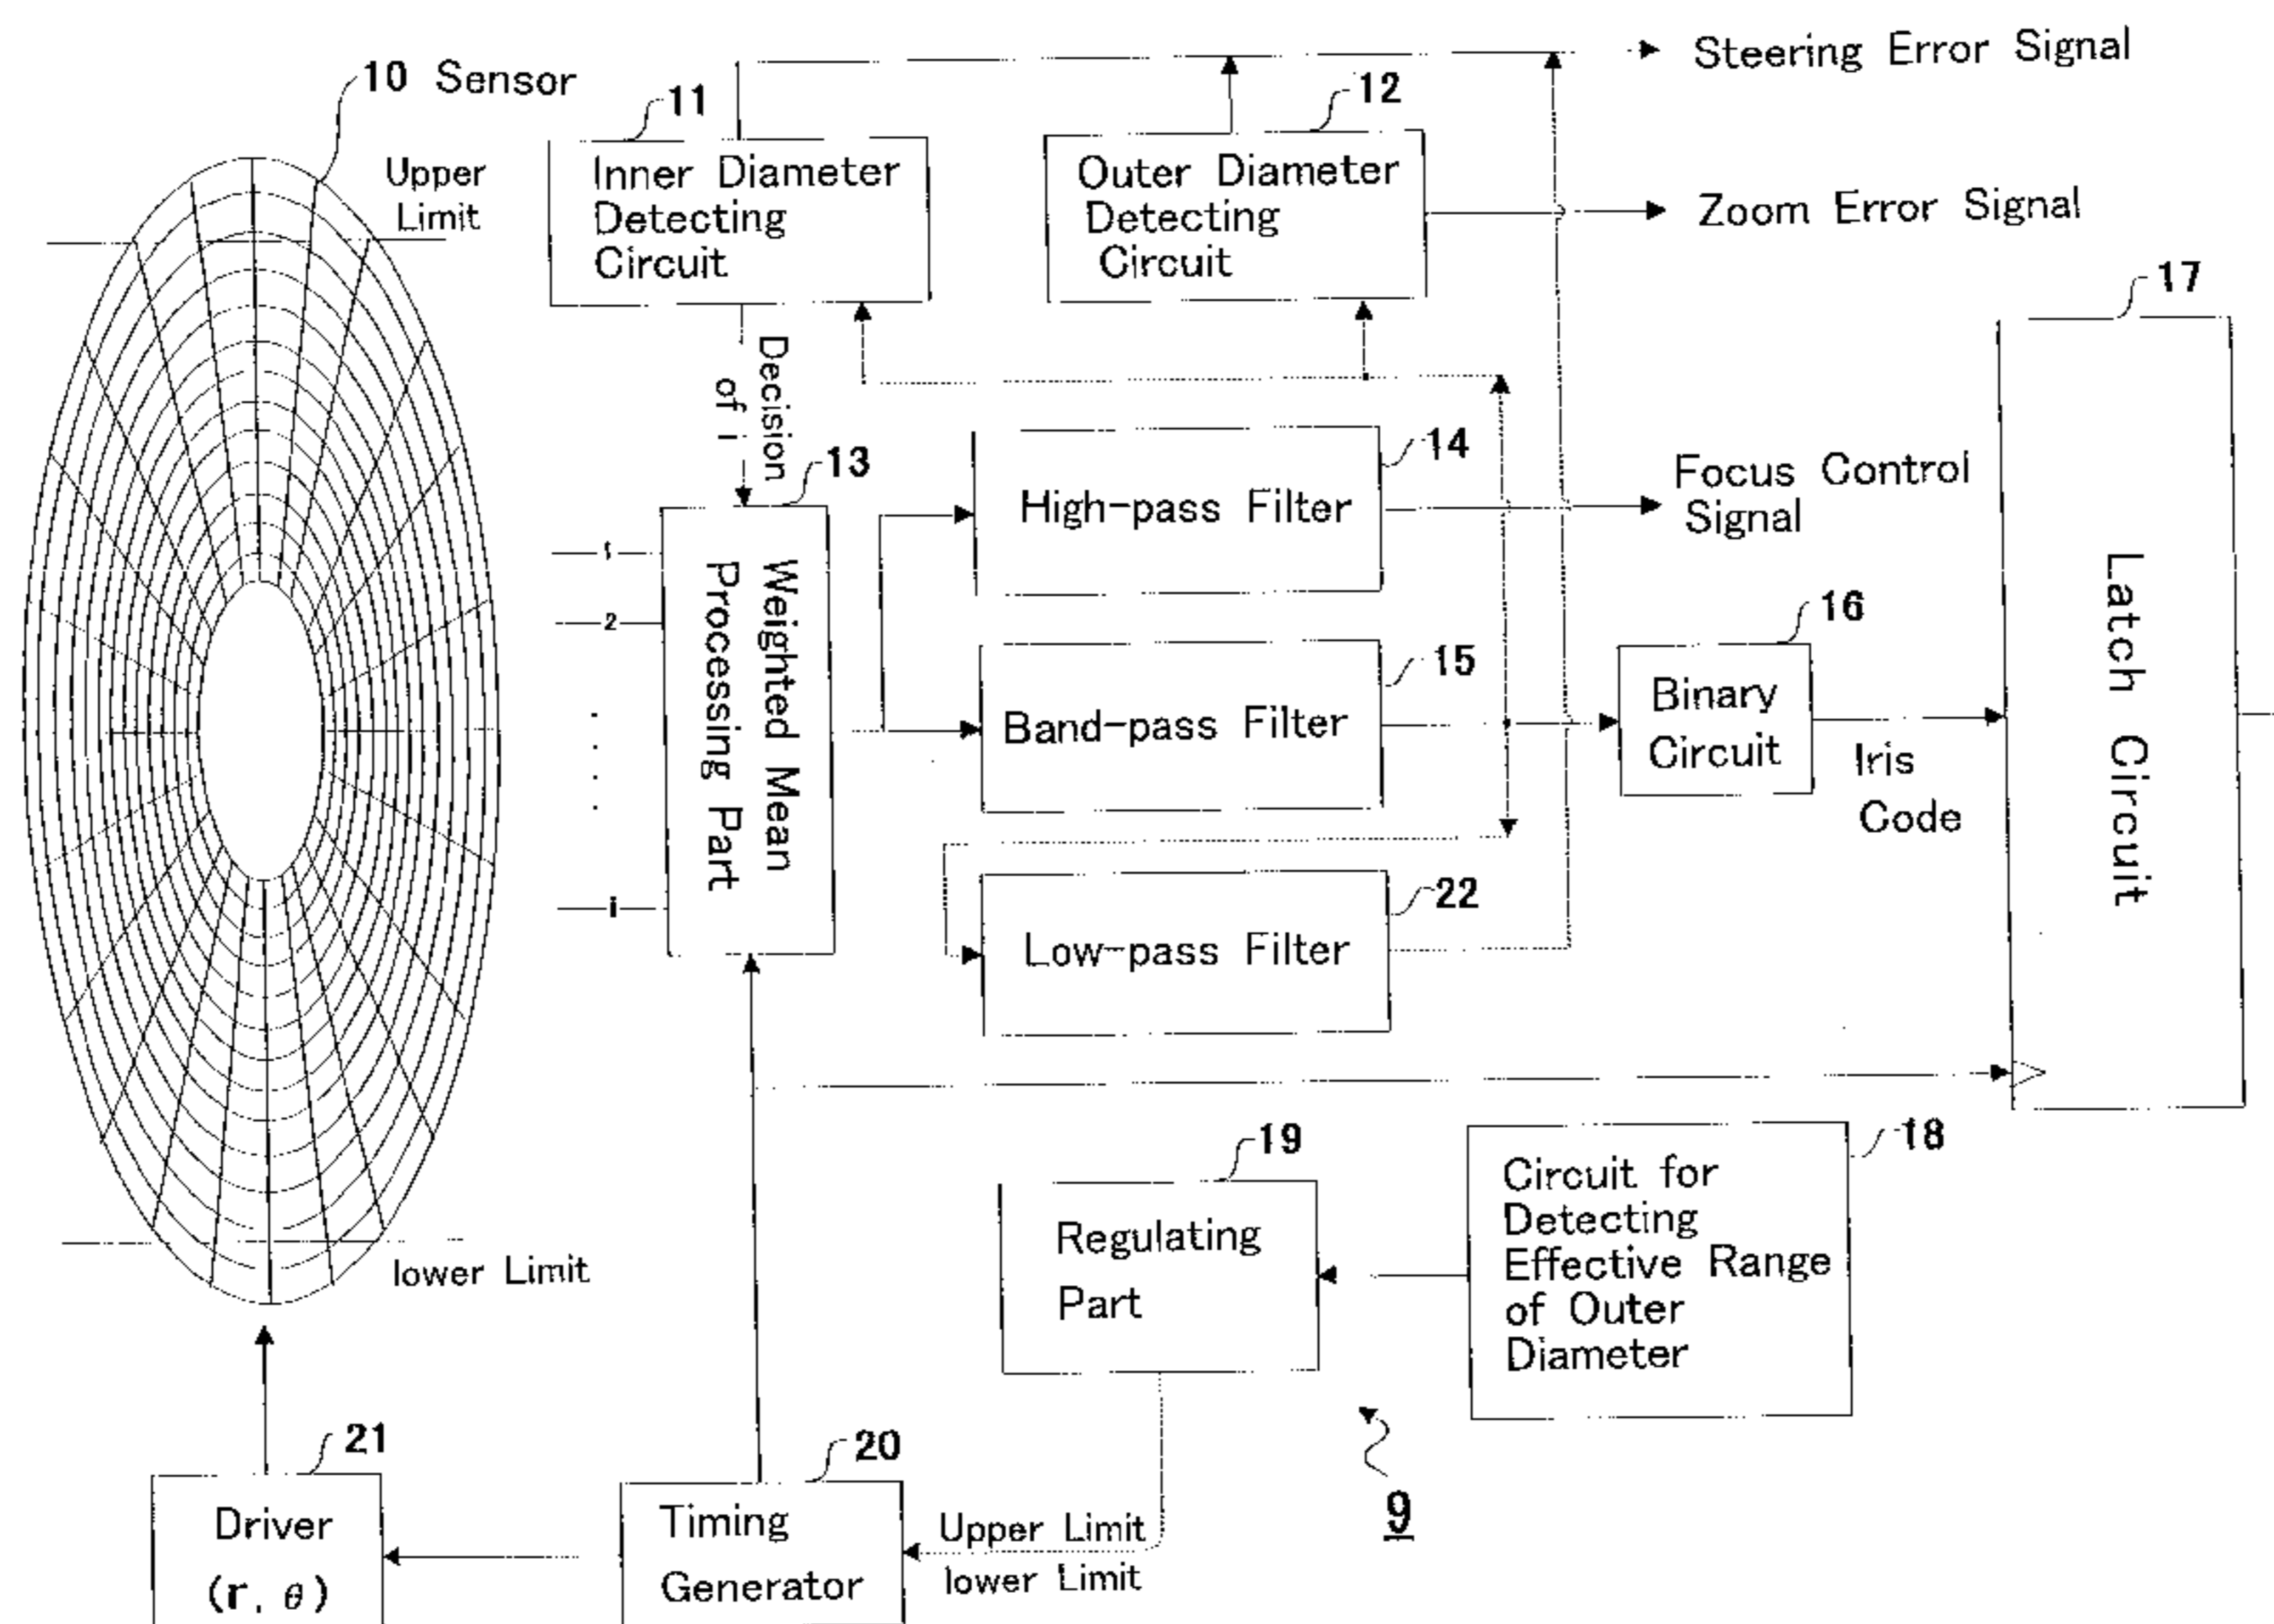 10 Sensor
Upper
Limit
11
Inner Diameter
Detecting
Circuit
12
Outer Diameter
Detecting
Circuit
Steering Error Signal
Zoom Error Signal
Decision
of i
13
Weighted Mean
Processing Part
1
2
i
14
High-pass Filter
Focus Control
Signal
15
Band-pass Filter
16
Binary
Circuit
Iris
Code
17
Latch Circuit
22
Low-pass Filter
18
Circuit for
Detecting
Effective Range
of Outer
Diameter
19
Regulating
Part
lower Limit
21
Driver
(r, θ)
20
Timing
Generator
Upper Limit
lower Limit
9